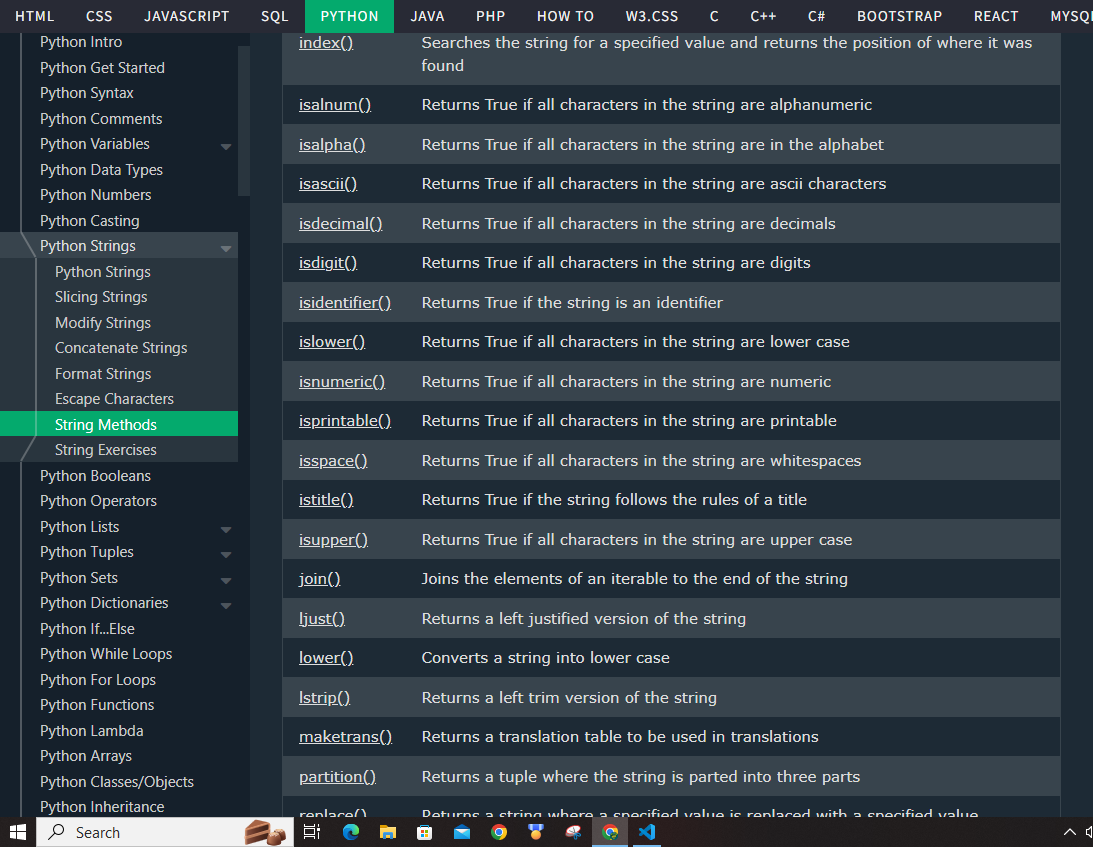 HTML CSS JAVASCRIPT SQL PYTHON JAVA PHP HOW TO W3.CSS C C++ C# BOOTSTRAP REACT MYSQL
Python Intro
Python Get Started
Python Syntax
Python Comments
Python Variables
Python Data Types
Python Numbers
Python Casting
Python Strings
Python Strings
Slicing Strings
Modify Strings
Concatenate Strings
Format Strings
Escape Characters
String Methods
String Exercises
Python Booleans
Python Operators
Python Lists
Python Tuples
Python Sets
Python Dictionaries
Python If...Else
Python While Loops
Python For Loops
Python Functions
Python Lambda
Python Arrays
Python Classes/Objects
Python Inheritance
index() Searches the string for a specified value and returns the position of where it was
found
isalnum() Returns True if all characters in the string are alphanumeric
isalpha() Returns True if all characters in the string are in the alphabet
isascii() Returns True if all characters in the string are ascii characters
isdecimal() Returns True if all characters in the string are decimals
isdigit() Returns True if all characters in the string are digits
isidentifier() Returns True if the string is an identifier
islower() Returns True if all characters in the string are lower case
isnumeric() Returns True if all characters in the string are numeric
isprintable() Returns True if all characters in the string are printable
isspace() Returns True if all characters in the string are whitespaces
istitle() Returns True if the string follows the rules of a title
isupper() Returns True if all characters in the string are upper case
join() Joins the elements of an iterable to the end of the string
ljust() Returns a left justified version of the string
lower() Converts a string into lower case
lstrip() Returns a left trim version of the string
maketrans() Returns a translation table to be used in translations
partition() Returns a tuple where the string is parted into three parts
replace() Returns a string where a specified value is replaced with a specified value
Search